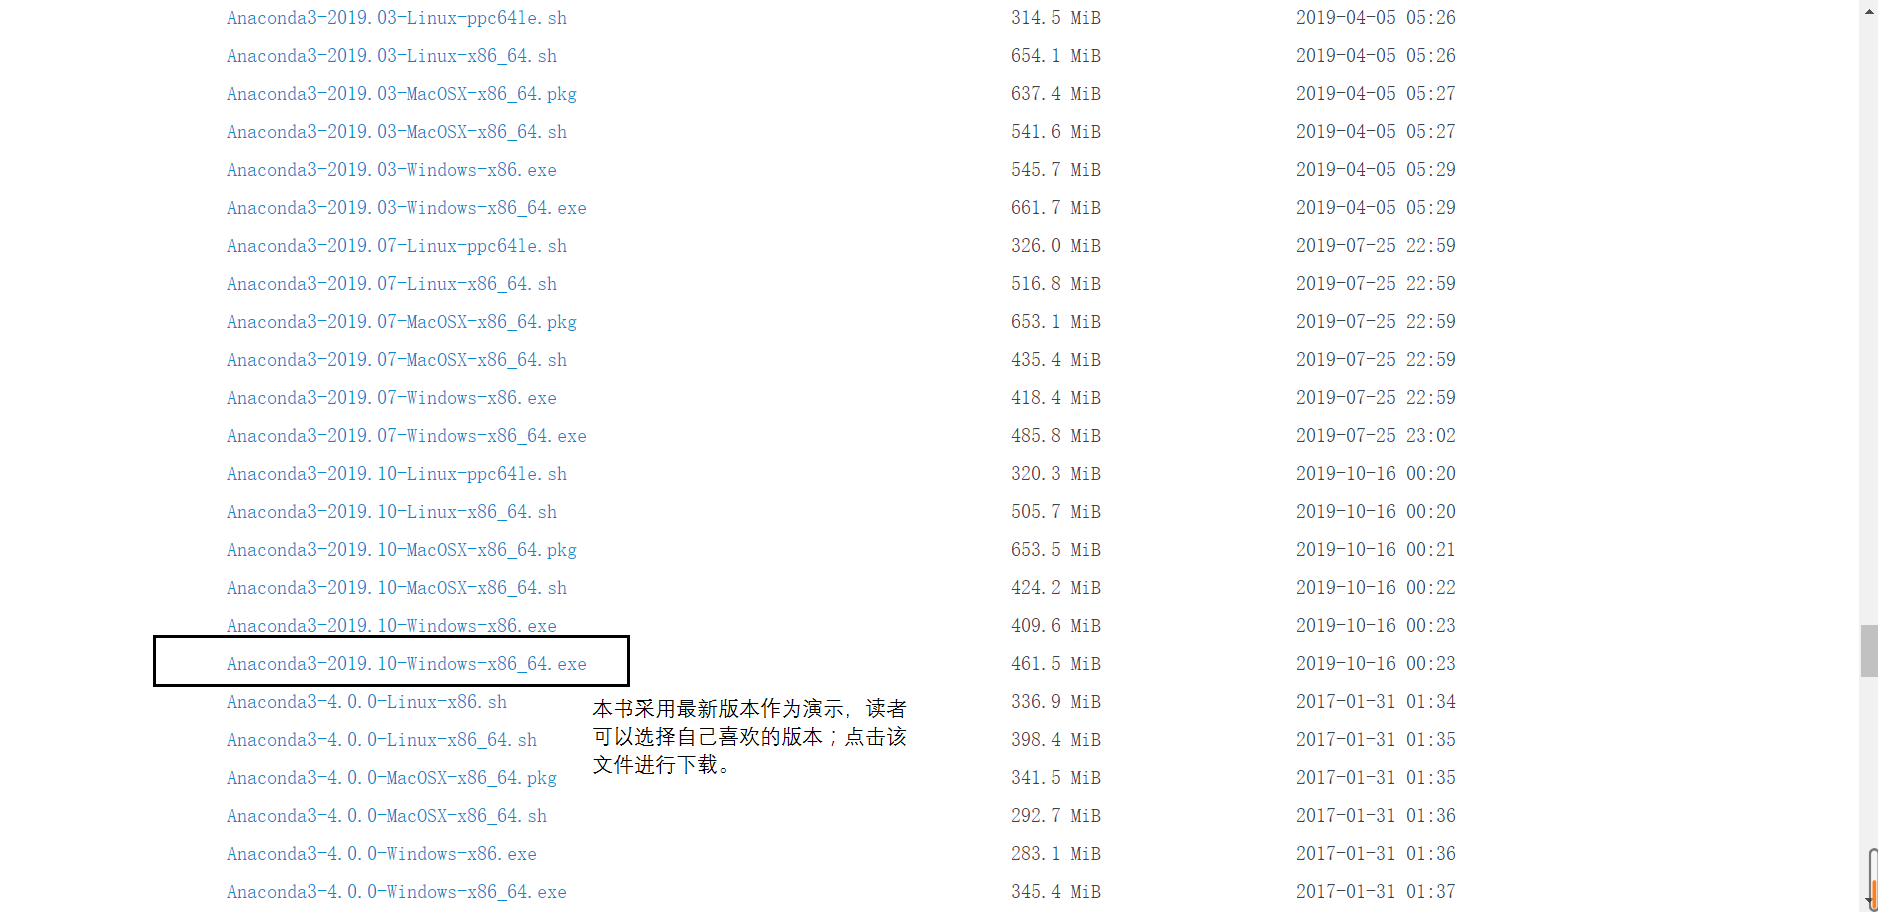 Anaconda3-2019.03-Linux-ppc64le.sh 314.5 MiB 2019-04-05 05:26
Anaconda3-2019.03-Linux-x86_64.sh 654.1 MiB 2019-04-05 05:26
Anaconda3-2019.03-MacOSX-x86_64.pkg 637.4 MiB 2019-04-05 05:27
Anaconda3-2019.03-MacOSX-x86_64.sh 541.6 MiB 2019-04-05 05:27
Anaconda3-2019.03-Windows-x86.exe 545.7 MiB 2019-04-05 05:29
Anaconda3-2019.03-Windows-x86_64.exe 661.7 MiB 2019-04-05 05:29
Anaconda3-2019.07-Linux-ppc64le.sh 326.0 MiB 2019-07-25 22:59
Anaconda3-2019.07-Linux-x86_64.sh 516.8 MiB 2019-07-25 22:59
Anaconda3-2019.07-MacOSX-x86_64.pkg 653.1 MiB 2019-07-25 22:59
Anaconda3-2019.07-MacOSX-x86_64.sh 435.4 MiB 2019-07-25 22:59
Anaconda3-2019.07-Windows-x86.exe 418.4 MiB 2019-07-25 22:59
Anaconda3-2019.07-Windows-x86_64.exe 485.8 MiB 2019-07-25 23:02
Anaconda3-2019.10-Linux-ppc64le.sh 320.3 MiB 2019-10-16 00:20
Anaconda3-2019.10-Linux-x86_64.sh 505.7 MiB 2019-10-16 00:20
Anaconda3-2019.10-MacOSX-x86_64.pkg 653.5 MiB 2019-10-16 00:21
Anaconda3-2019.10-MacOSX-x86_64.sh 424.2 MiB 2019-10-16 00:22
Anaconda3-2019.10-Windows-x86.exe 409.6 MiB 2019-10-16 00:23
Anaconda3-2019.10-Windows-x86_64.exe 461.5 MiB 2019-10-16 00:23
Anaconda3-4.0.0-Linux-x86.sh 336.9 MiB 2017-01-31 01:34
Anaconda3-4.0.0-Linux-x86_64.sh 398.4 MiB 2017-01-31 01:35
Anaconda3-4.0.0-MacOSX-x86_64.pkg 341.5 MiB 2017-01-31 01:35
Anaconda3-4.0.0-MacOSX-x86_64.sh 292.7 MiB 2017-01-31 01:36
Anaconda3-4.0.0-Windows-x86.exe 283.1 MiB 2017-01-31 01:36
Anaconda3-4.0.0-Windows-x86_64.exe 345.4 MiB 2017-01-31 01:37
本书采用最新版本作为演示，读者
可以选择自己喜欢的版本；点击该
文件进行下载。